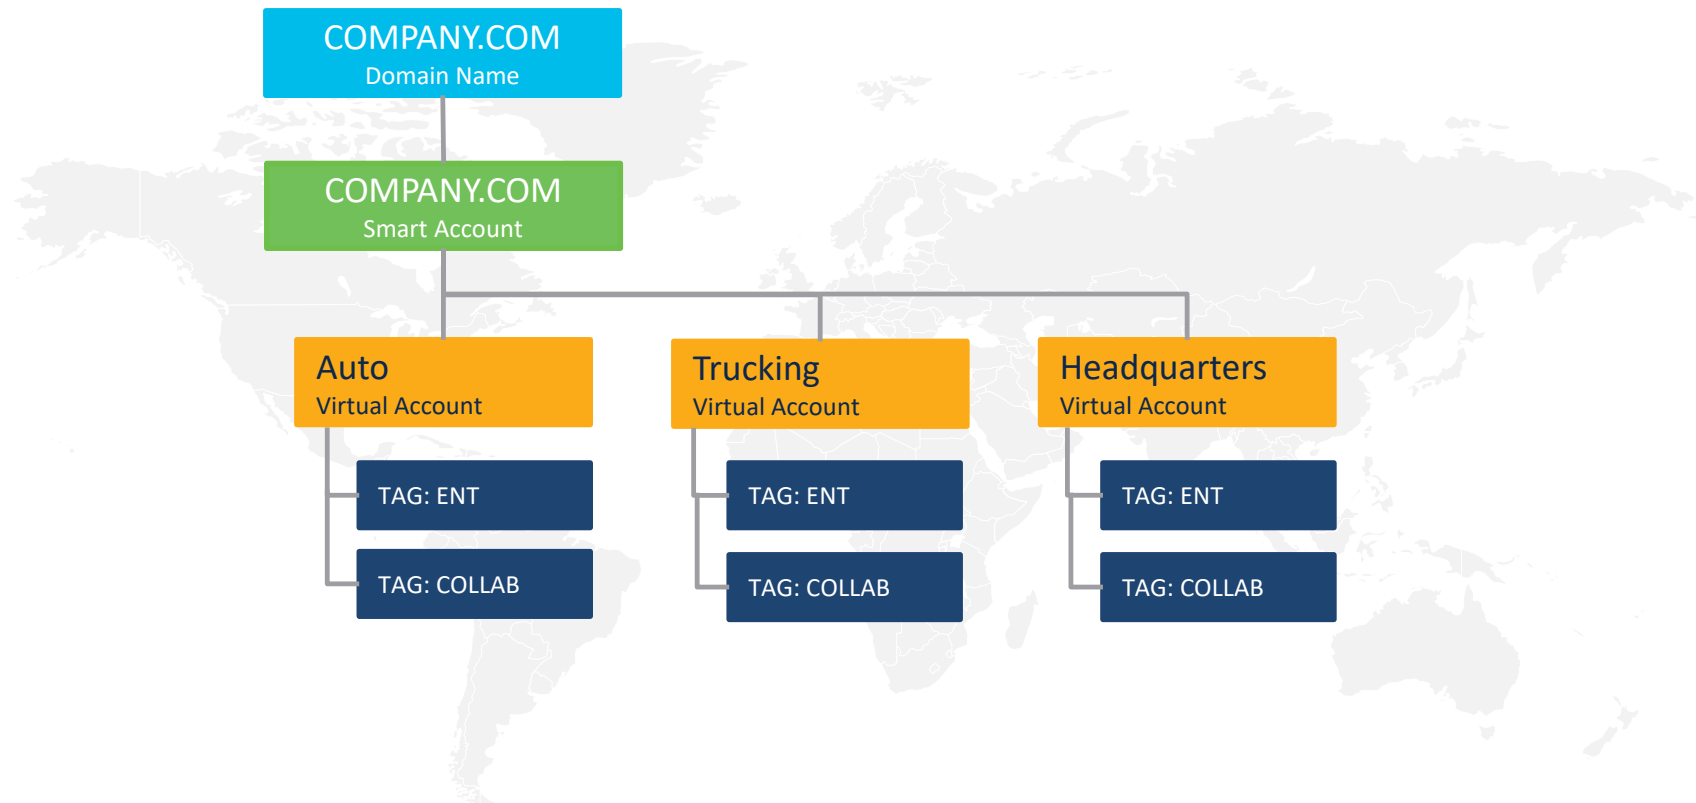 COMPANY.COM
Domain Name
COMPANY.COM
Smart Account
Auto
Virtual Account
TAG: ENT
TAG: COLLAB
Trucking
Virtual Account
TAG: ENT
TAG: COLLAB
Headquarters
Virtual Account
TAG: ENT
TAG: COLLAB